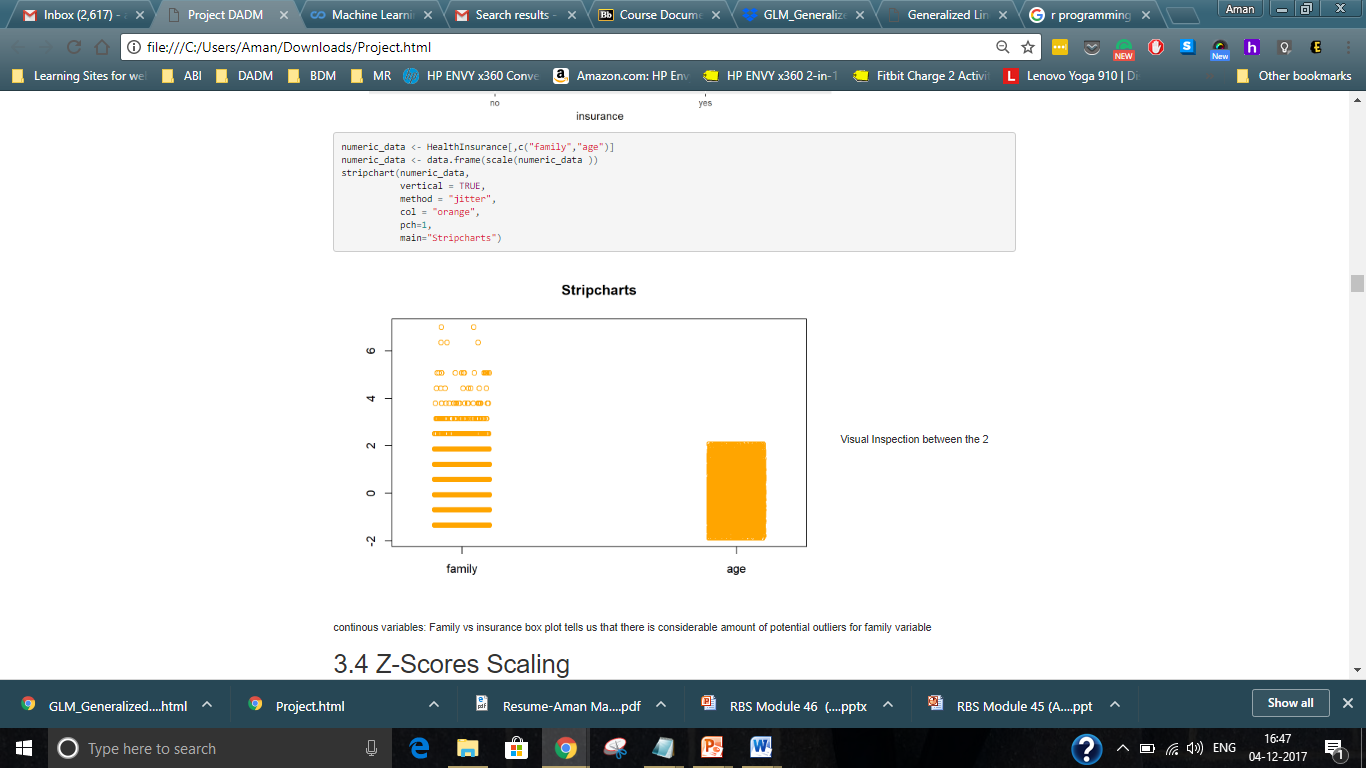 Inbox (2,617) - a
Project DADM
Machine Learni
Search results -
Course Docume
GLM_Generalize
Generalized Lin
r programming
Aman
file:///C:/Users/Aman/Downloads/Project.html
NEW
New
Learning Sites for we
ABI
DADM
BDM
MR
HP ENVY x360 Conve
Amazon.com: HP Env
HP ENVY x360 2-in-1
Fitbit Charge 2 Activit
Lenovo Yoga 910 | Di
Other bookmarks
no yes
insurance
numeric_data <- HealthInsurance[,c("family","age")]
numeric_data <- data.frame(scale(numeric_data ))
stripchart(numeric_data,
vertical = TRUE,
method = "jitter",
col = "orange",
pch=1,
main="Stripcharts")
Stripcharts
6
4
2
0
-2
family age
Visual Inspection between the 2
continous variables: Family vs insurance box plot tells us that there is considerable amount of potential outliers for family variable
3.4 Z-Scores Scaling
GLM_Generalized....html
Project.html
Resume-Aman Ma....pdf
RBS Module 46 (....pptx
RBS Module 45 (A....ppt
Show all
Type here to search
ENG
16:47
04-12-2017
1